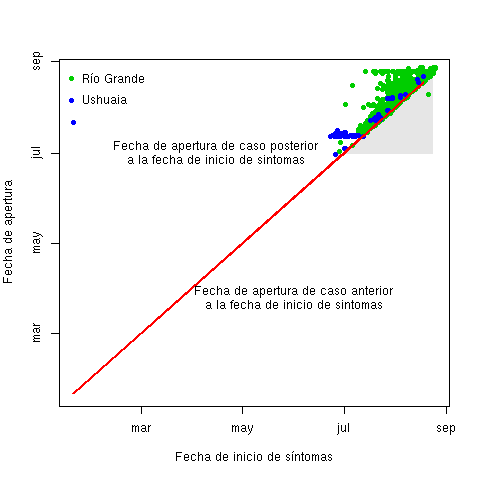 sep
Río Grande
Ushuaia
Fecha de apertura de caso posterior
a la fecha de inicio de sintomas
jul
Fecha de apertura
may
Fecha de apertura de caso anterior
a la fecha de inicio de sintomas
mar
mar
may
jul
sep
Fecha de inicio de síntomas